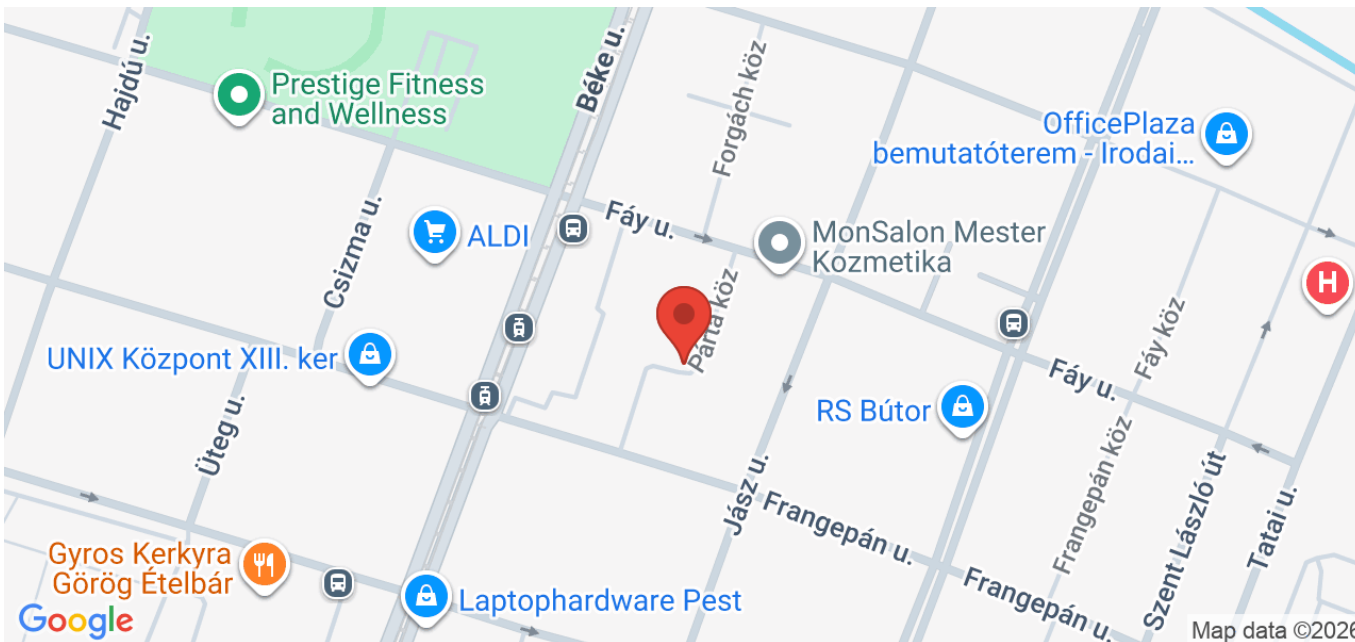 Hajdú u.
Prestige Fitness
and Wellness
Béke u.
Forgách köz
OfficePlaza
bemutatóterem - Irodai...
Csizma u.
ALDI
Fáy u.
MonSalon Mester
Kozmetika
H
Párta köz
UNIX Központ XIII. ker
Fáy köz
Fáy u.
RS Bútor
Üteg u.
Jász u.
Frangepán u.
Frangepán köz
Szent László út
Tatai u.
Gyros Kerkyra
Görög Ételbár
Laptophardware Pest
Frangepán u.
Google
Map data ©2026